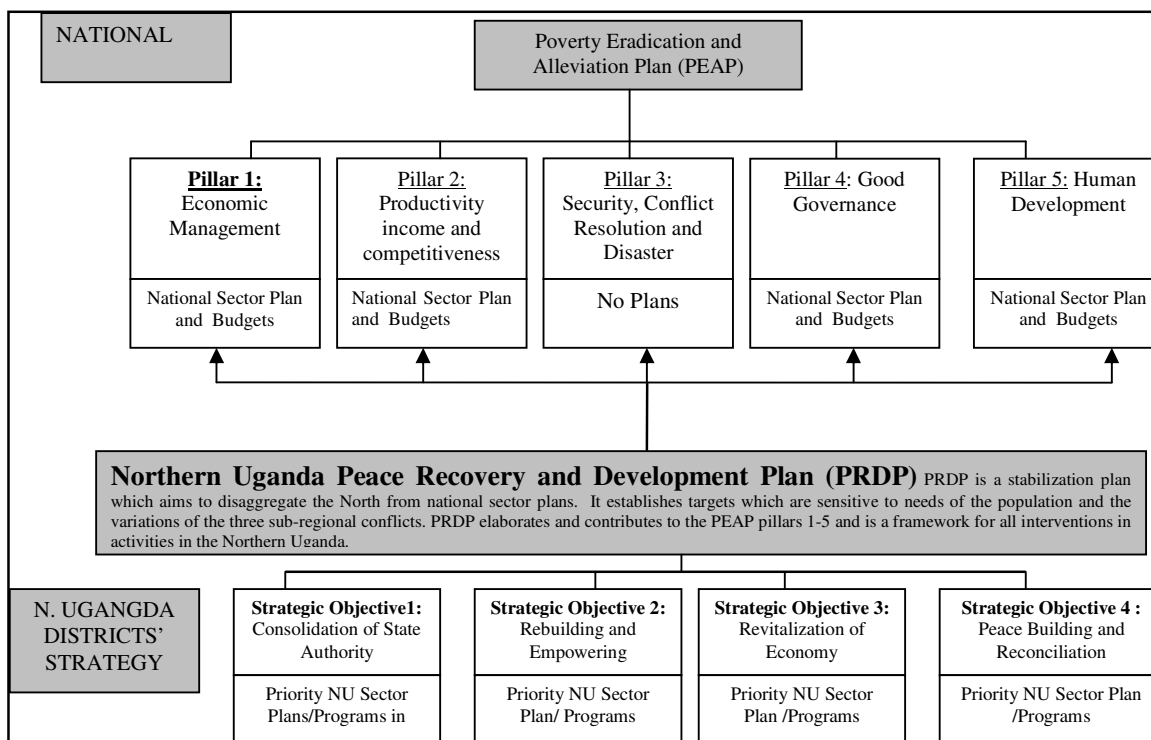 NATIONAL
Poverty Eradication and
Alleviation Plan (PEAP)
Pillar 1:
Economic
Management
National Sector Plan
and Budgets
Pillar 2:
Productivity
income and
competitiveness
National Sector Plan
and Budgets
Pillar 3:
Security, Conflict
Resolution and
Disaster
No Plans
Pillar 4: Good
Governance
National Sector Plan
and Budgets
Pillar 5: Human
Development
National Sector Plan
and Budgets
Northern Uganda Peace Recovery and Development Plan (PRDP) PRDP is a stabilization plan
which aims to disaggregate the North from national sector plans. It establishes targets which are sensitive to needs of the population and the
variations of the three sub-regional conflicts. PRDP elaborates and contributes to the PEAP pillars 1-5 and is a framework for all interventions in
activities in the Northern Uganda.
N. UGANGDA
DISTRICTS'
STRATEGY
Strategic Objective1:
Consolidation of State
Authority
Priority NU Sector
Plans/Programs in
Strategic Objective 2:
Rebuilding and
Empowering
Priority NU Sector
Plan/ Programs
Strategic Objective 3:
Revitalization of
Economy
Priority NU Sector
Plan /Programs
Strategic Objective 4 :
Peace Building and
Reconciliation
Priority NU Sector Plan
/Programs